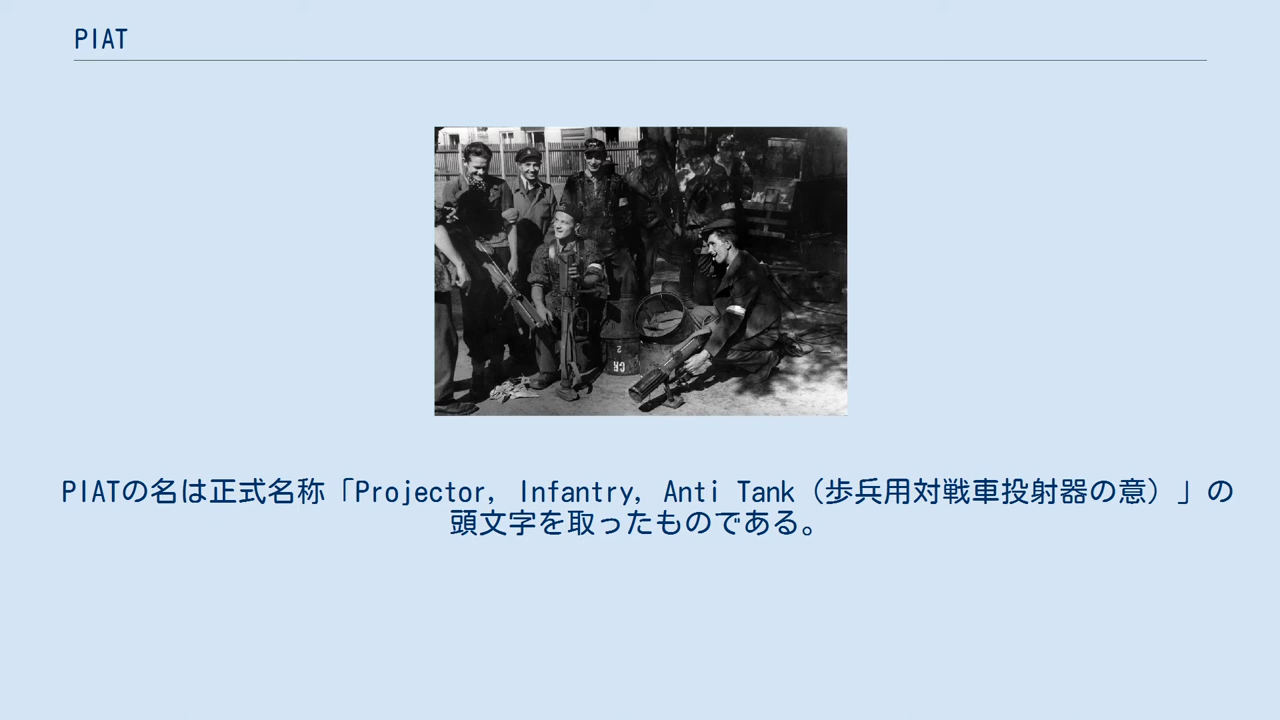 PIAT
PIATの名は正式名称「Projector, Infantry, Anti Tank（歩兵用対戦車投射器の意）」の
頭文字を取ったものである。